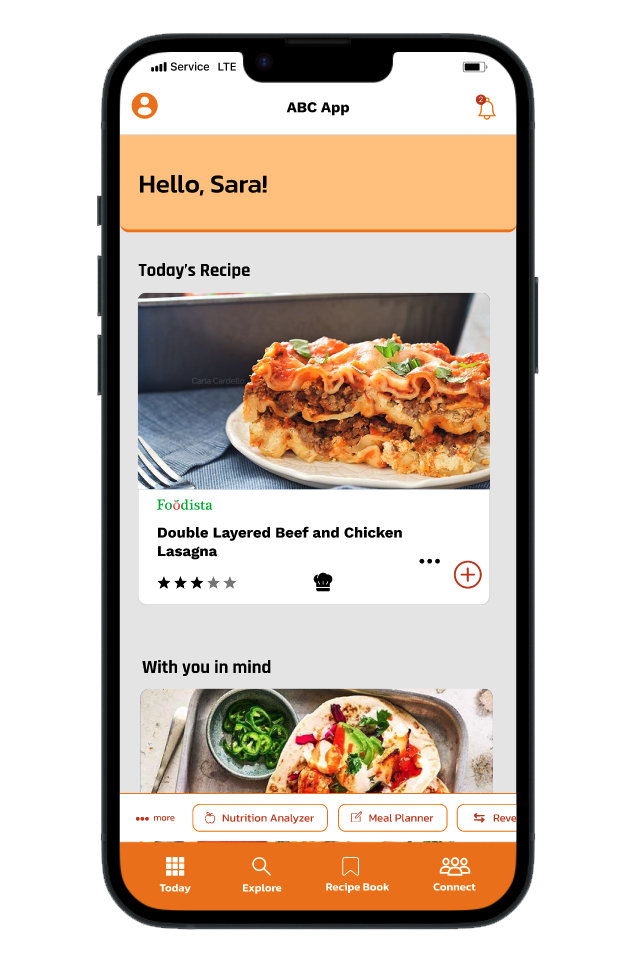 Service LTE
ABC App
2
Hello, Sara!
Today's Recipe
Carla Cardello
Foodista
Double Layered Beef and Chicken
Lasagna
With you in mind
more
Nutrition Analyzer
Meal Planner
Reve
Today
Explore
Recipe Book
Connect